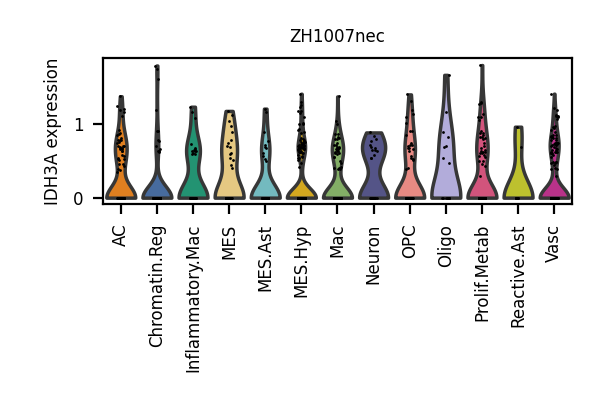 ZH1007nec
IDH3A expression
1
0
AC
Chromatin.Reg
Inflammatory.Mac
MES
MES.Ast
MES.Hyp
Mac
Neuron
OPC
Oligo
Prolif.Metab
Reactive.Ast
Vasc